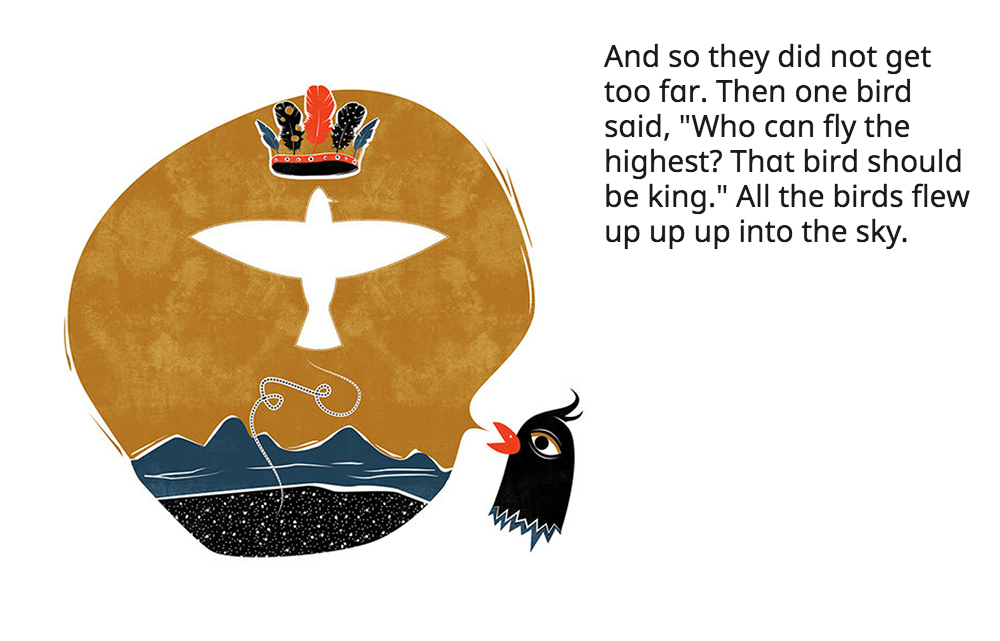 And so they did not get
too far. Then one bird
said, "Who can fly the
highest? That bird should
be king." All the birds flew
up up up into the sky.